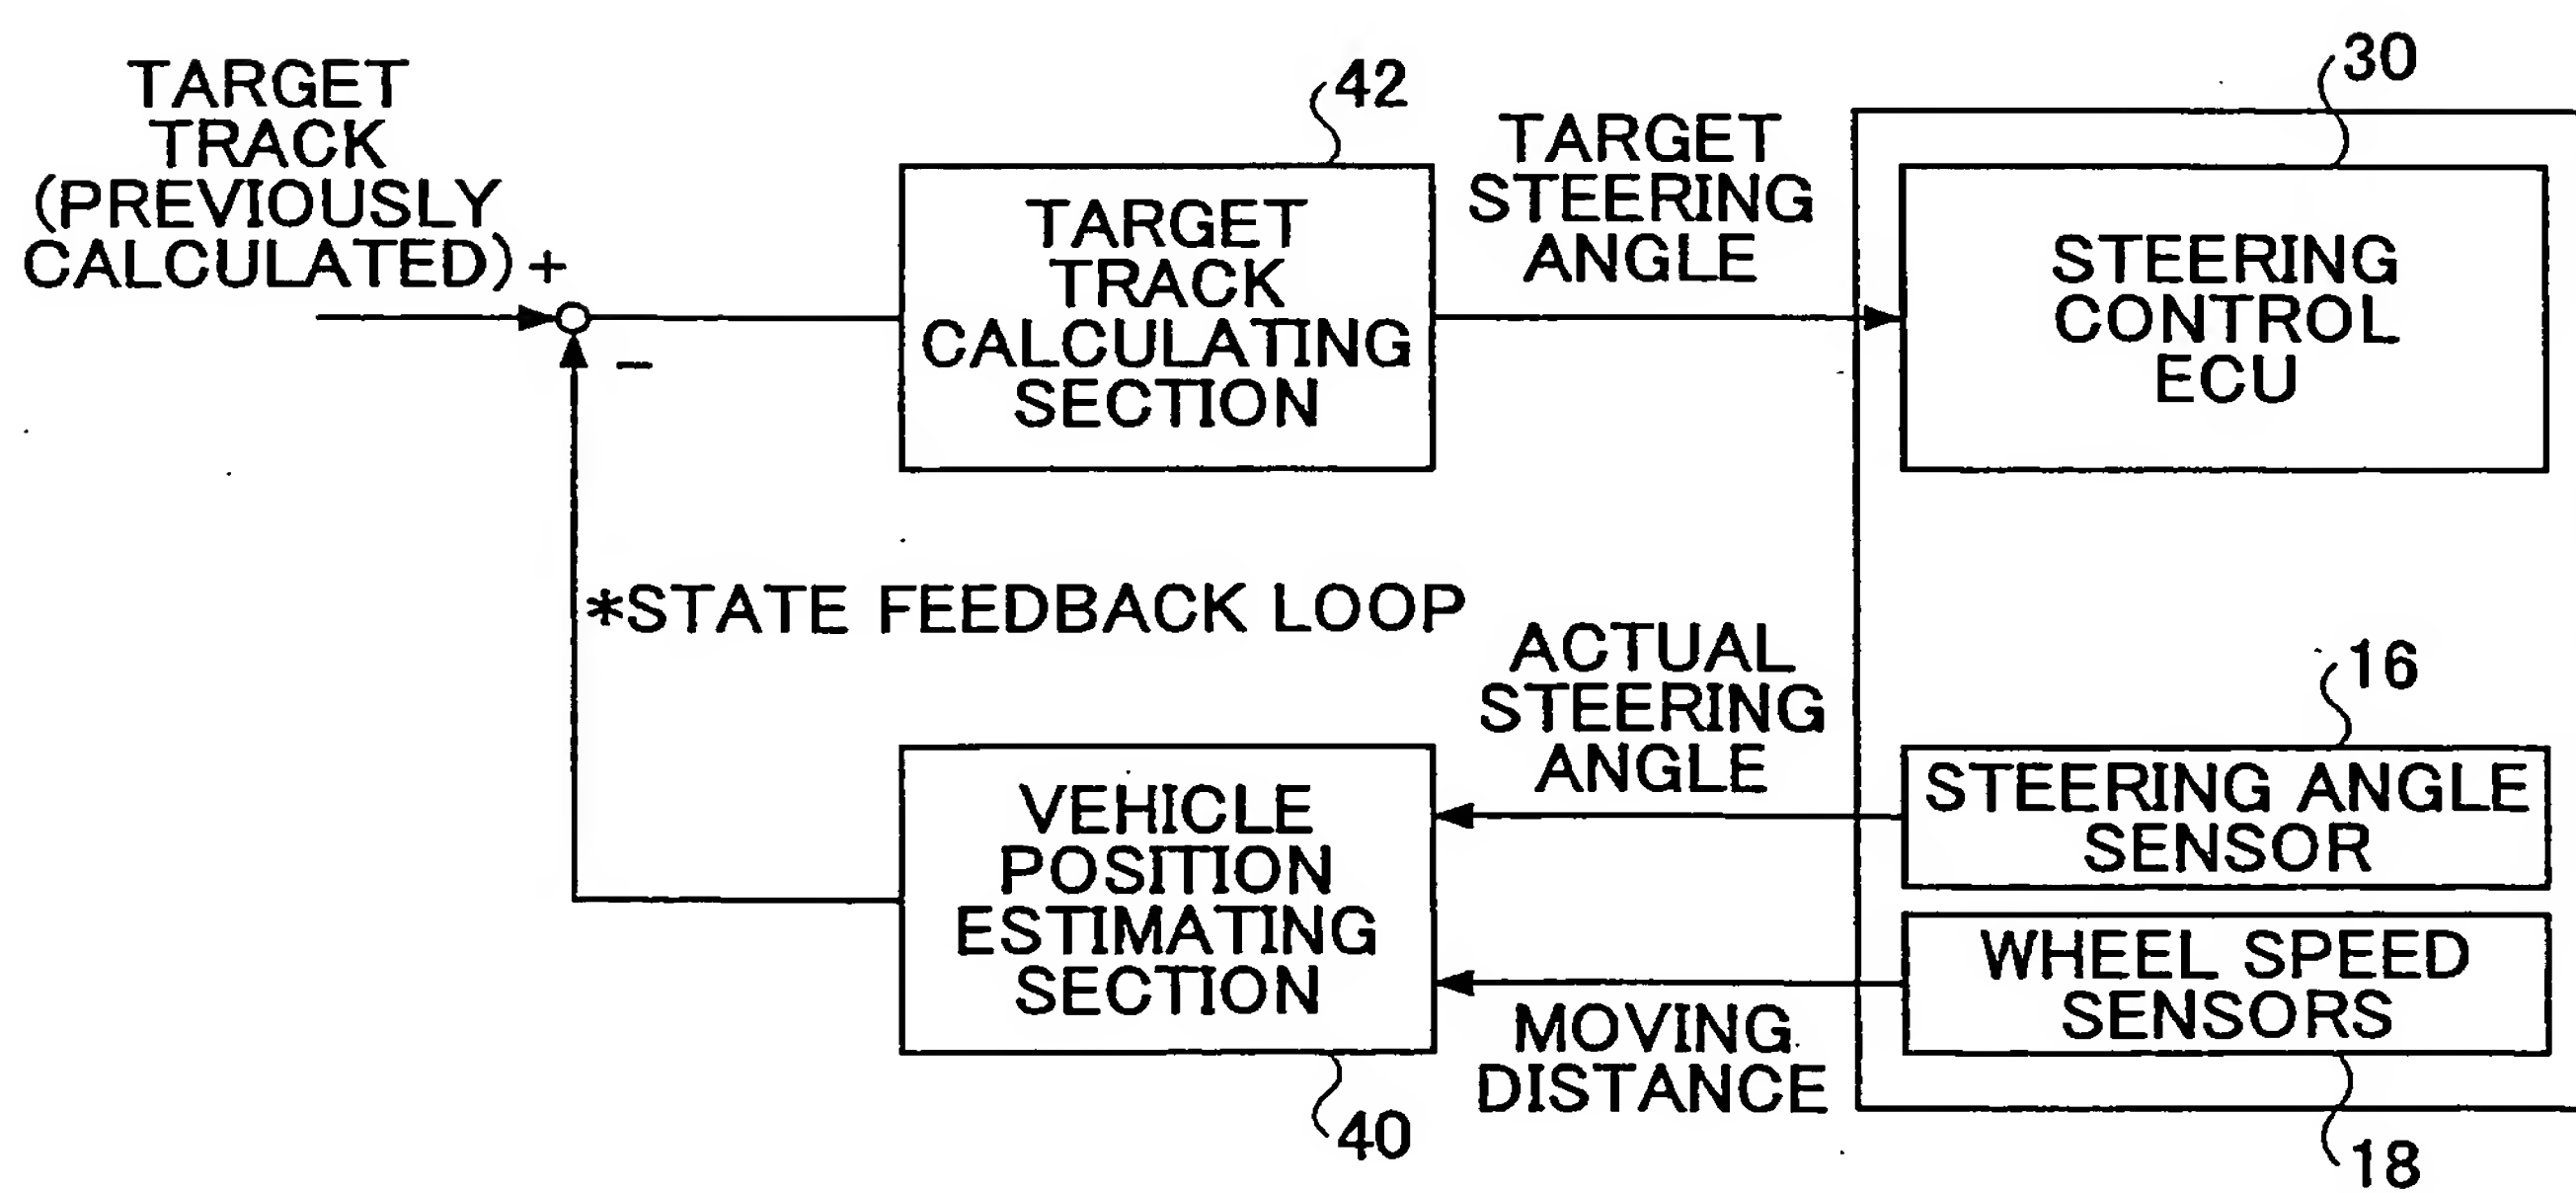 TARGET
TRACK
(PREVIOUSLY
CALCULATED) +
−
42
TARGET
TRACK
CALCULATING
SECTION
TARGET
STEERING
ANGLE
30
STEERING
CONTROL
ECU
*STATE FEEDBACK LOOP
ACTUAL
STEERING
ANGLE
16
STEERING ANGLE
SENSOR
VEHICLE
POSITION
ESTIMATING
SECTION
40
MOVING
DISTANCE
WHEEL SPEED
SENSORS
18